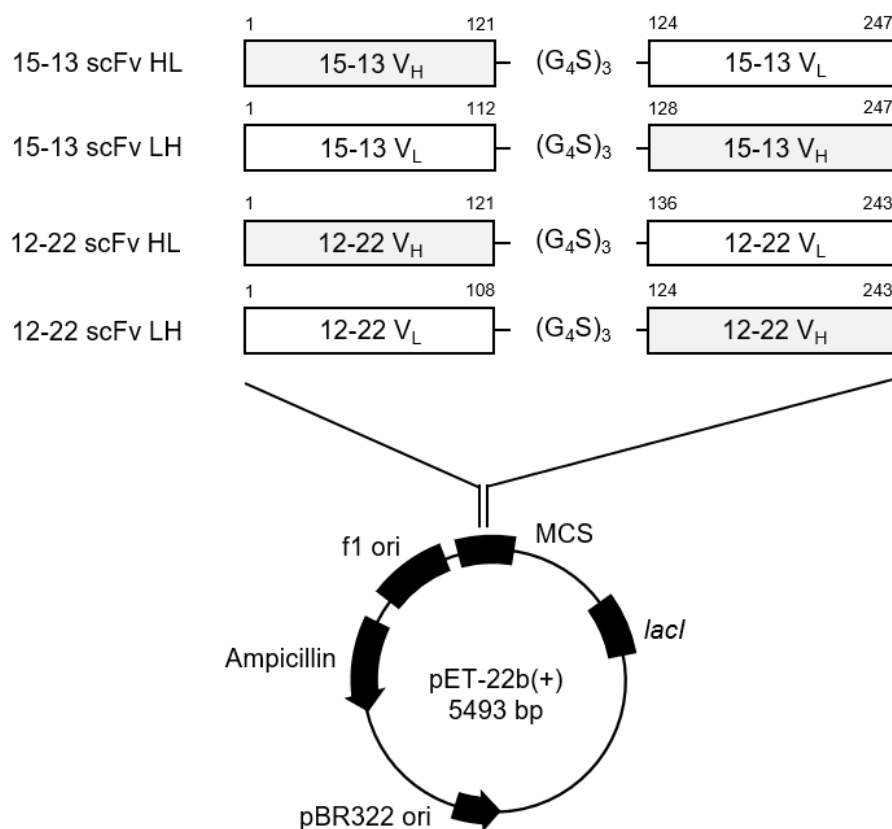 1 121 124 247
15-13 scFv HL 15-13 VH (G4S)3 15-13 VL
1 112 128 247
15-13 scFv LH 15-13 VL (G4S)3 15-13 VH
1 121 136 243
12-22 scFv HL 12-22 VH (G4S)3 12-22 VL
1 108 124 243
12-22 scFv LH 12-22 VL (G4S)3 12-22 VH
f1 ori MCS
lacI
Ampicillin
pET-22b(+)
5493 bp
pBR322 ori